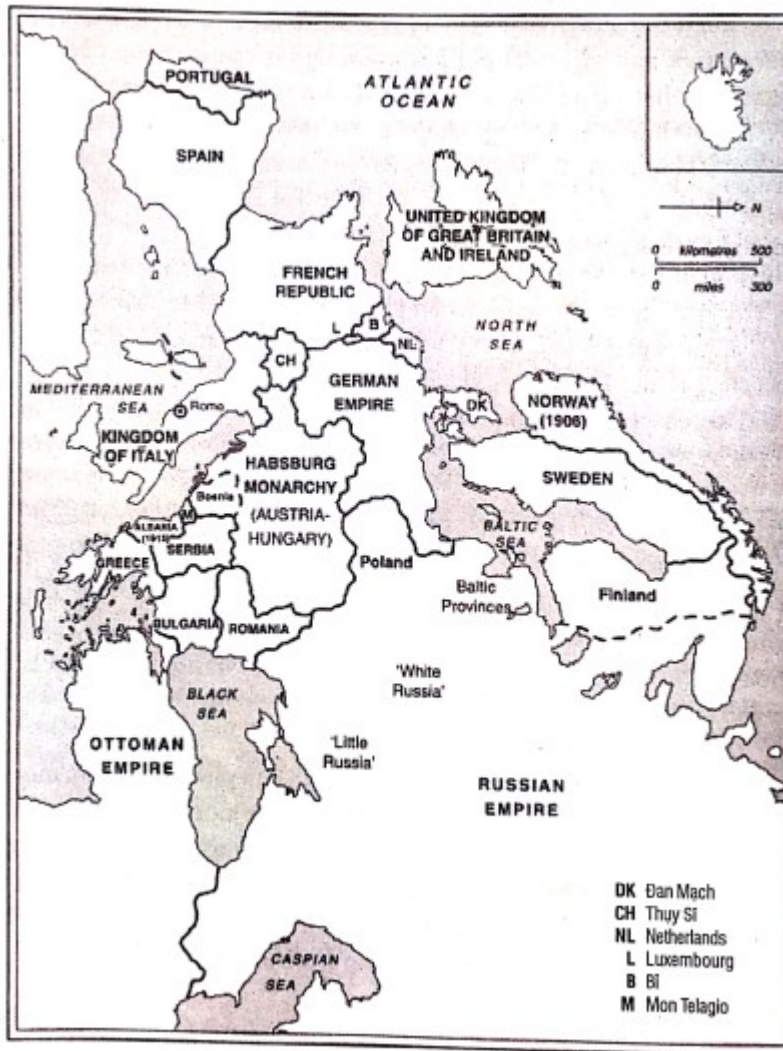 PORTUGAL
ATLANTIC
OCEAN
SPAIN
UNITED KINGDOM
OF GREAT BRITAIN
AND IRELAND
N
0 kilometres 500
0 miles 300
FRENCH
REPUBLIC
L
B
NL
CH
NORTH
SEA
MEDITERRANEAN
SEA
Rome
GERMAN
EMPIRE
DK
NORWAY
(1906)
KINGDOM
OF ITALY
HABSBURG
MONARCHY
(AUSTRIA-
HUNGARY)
Bosnia
M
SWEDEN
ALBANIA
(1913)
SERBIA
GREECE
BALTIC
SEA
Poland
Baltic
Provinces
Finland
BULGARIA
ROMANIA
'White
Russia'
BLACK
SEA
'Little
Russia'
OTTOMAN
EMPIRE
RUSSIAN
EMPIRE
CASPIAN
SEA
DK Đan Mạch
CH Thụy Sĩ
NL Netherlands
L Luxembourg
B Bỉ
M Mon Telagio